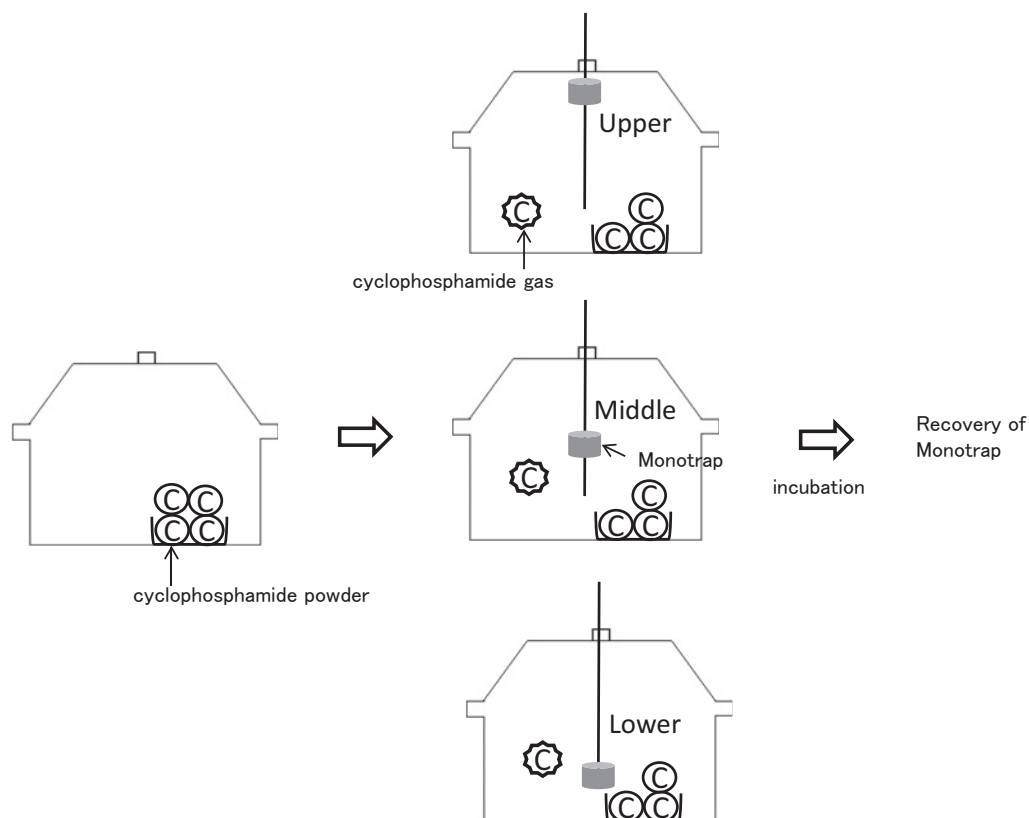 Upper
C
C
C C
cyclophosphamide gas
Middle
Monotrap
C
C
C C
C C
C C
cyclophosphamide powder
incubation
Recovery of
Monotrap
Lower
C
C
C C